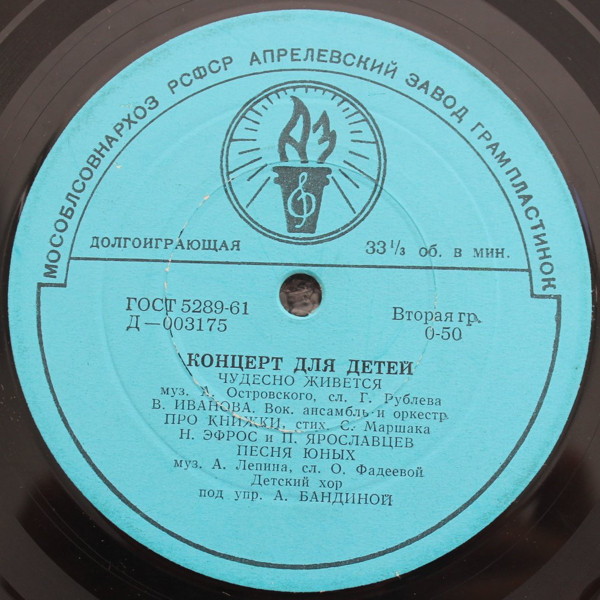 МОСОБЛСОВНАРХОЗ РСФСР АПРЕЛЕВСКИЙ ЗАВОД ГРАМПЛАСТИНОК
АЗ
ДОЛГОИГРАЮЩАЯ 33 1/3 об. в мин.
ГОСТ 5289-61 Вторая гр.
Д—003175 0-50
КОНЦЕРТ ДЛЯ ДЕТЕЙ
ЧУДЕСНО ЖИВЕТСЯ
муз. А. Островского, сл. Г. Рублева
В. ИВАНОВА. Вок. ансамбль и оркестр
ПРО КНИЖКИ, стих. С. Маршака
Н. ЭФРОС и П. ЯРОСЛАВЦЕВ
ПЕСНЯ ЮНЫХ
муз. А. Лепина, сл. О. Фадеевой
Детский хор
под упр. А. БАНДИНОЙ